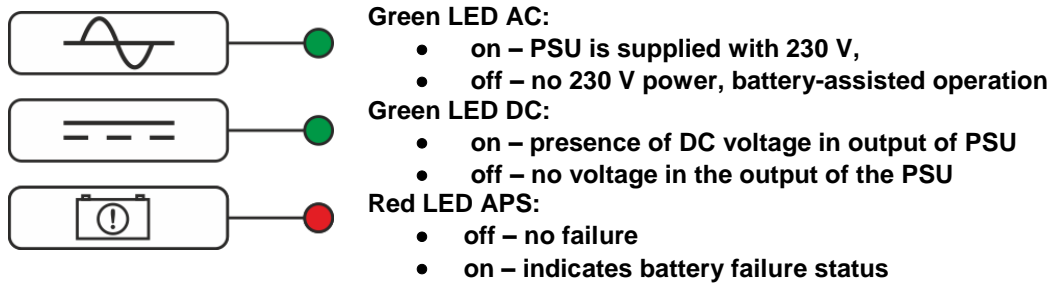 Green LED AC:
• on – PSU is supplied with 230 V,
• off – no 230 V power, battery-assisted operation
Green LED DC:
• on – presence of DC voltage in output of PSU
• off – no voltage in the output of the PSU
Red LED APS:
• off – no failure
• on – indicates battery failure status